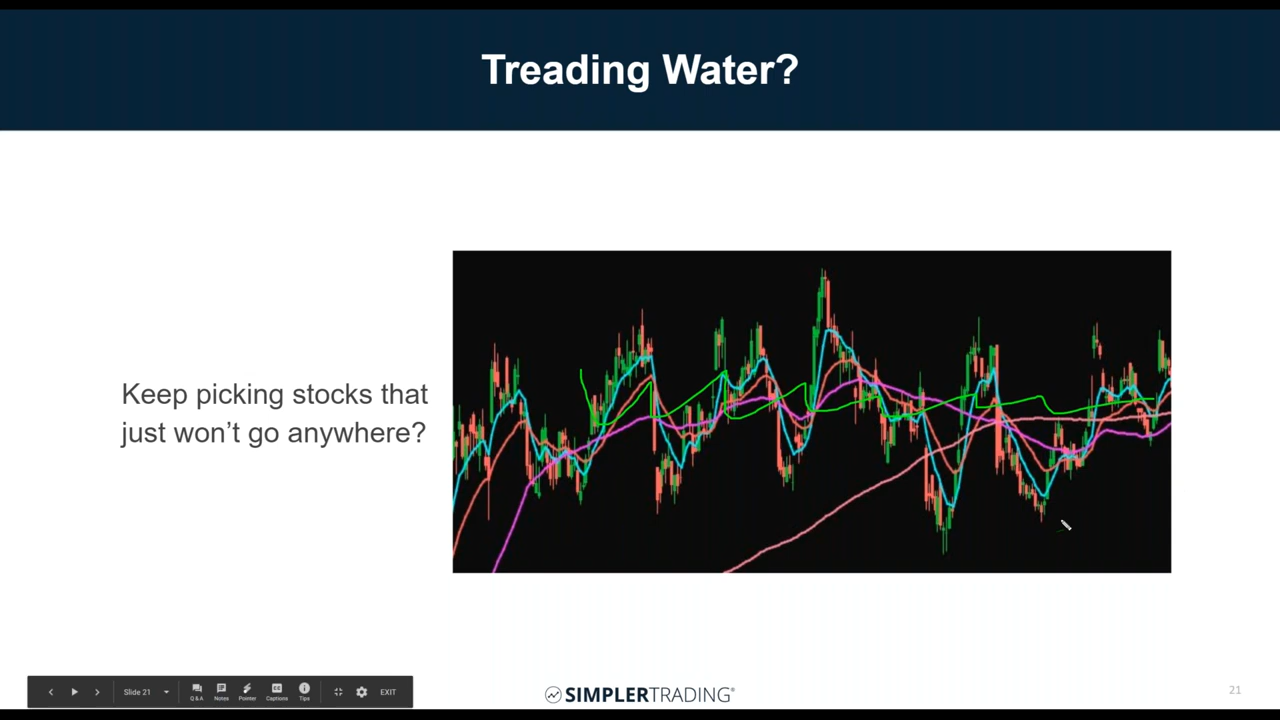 Treading Water?
Keep picking stocks that
just won’t go anywhere?
Slide 21
Q & A
Notes
Pointer
Captions
Tips
EXIT
SIMPLERTRADING®
21